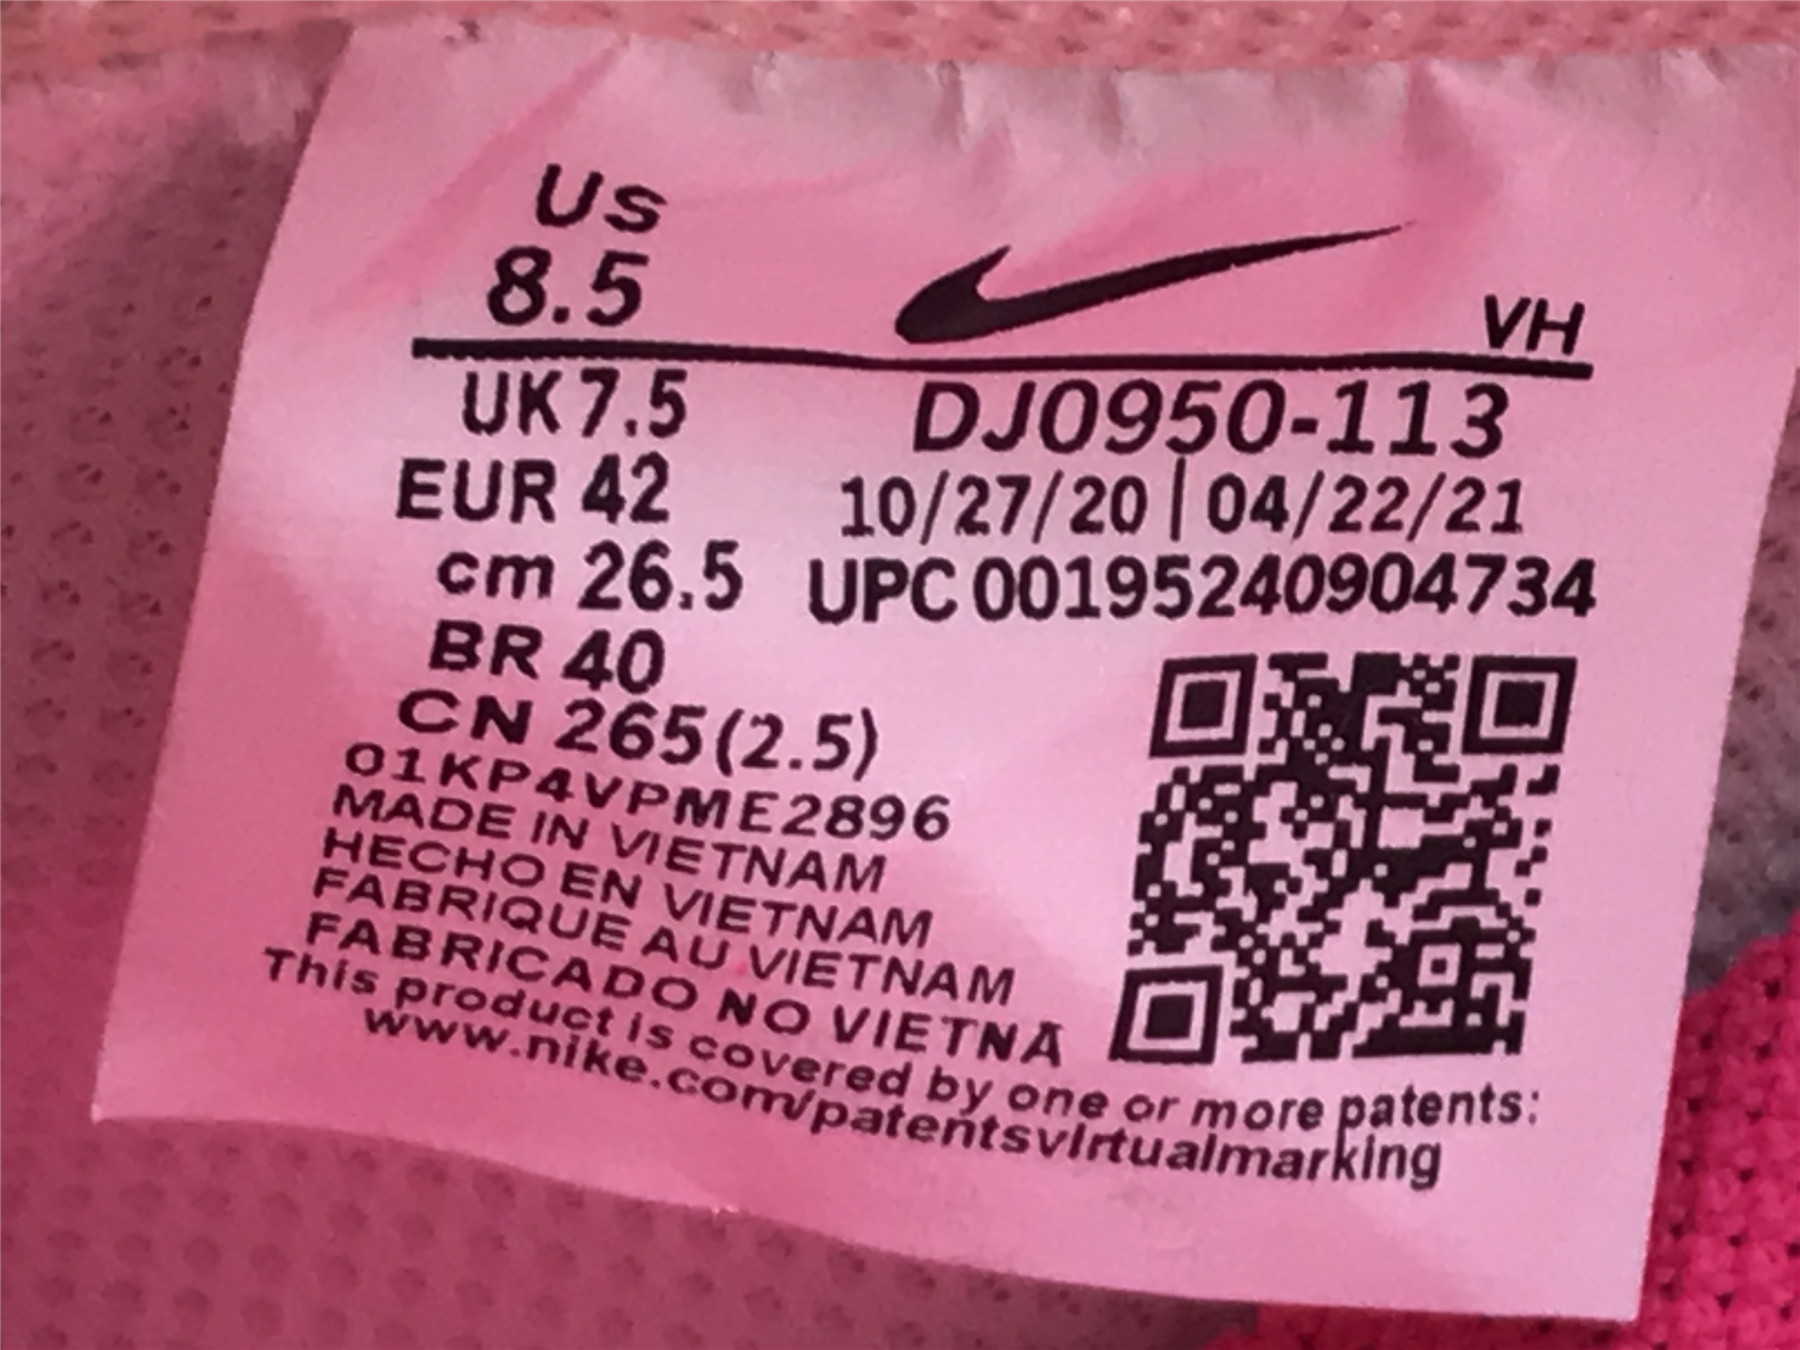 Us
8.5
VH
UK 7.5
DJ0950-113
EUR 42
10/27/20 | 04/22/21
cm 26.5
UPC 00195240904734
BR 40
CN 265(2.5)
01KP4VPME2896
MADE IN VIETNAM
HECHO EN VIETNAM
FABRIQUE AU VIETNAM
FABRICADO NO VIETNA
This product is covered by one or more patents:
www.nike.com/patentsvirtualmarking